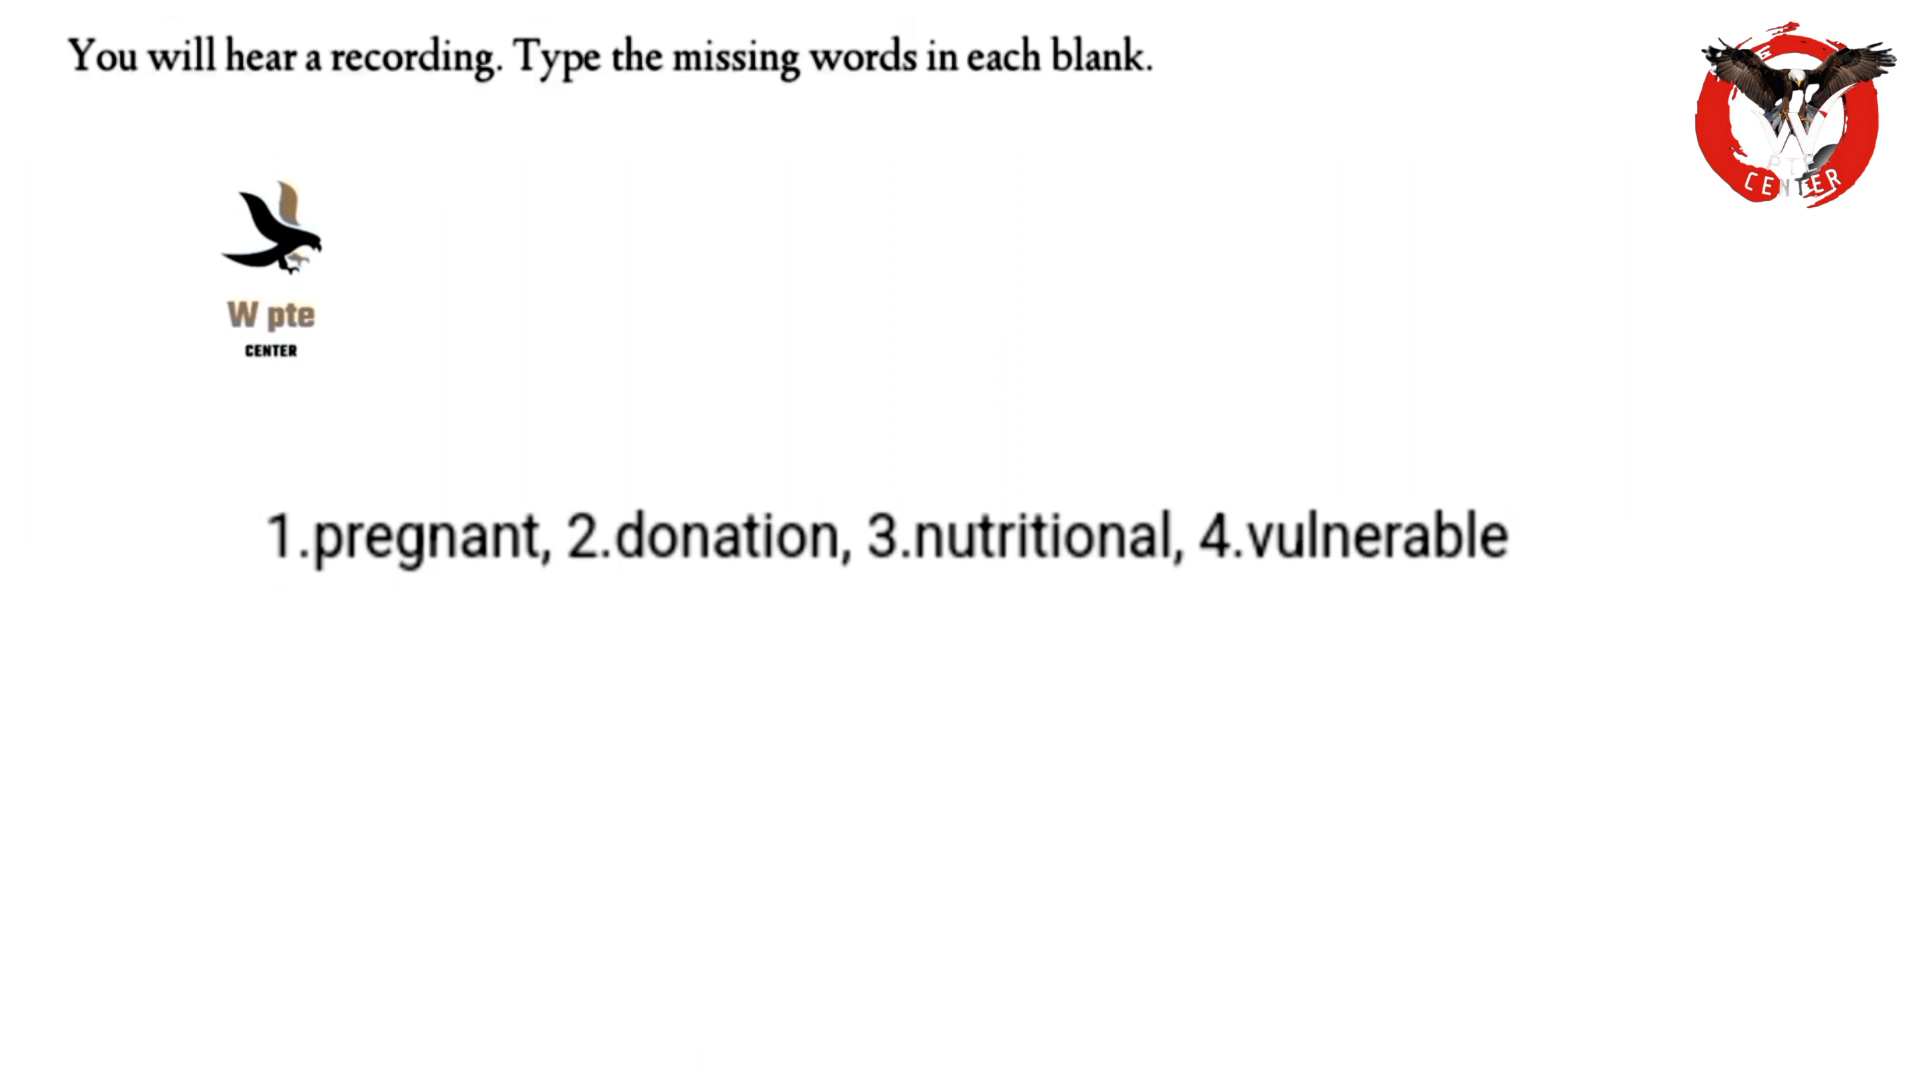 You will hear a recording. Type the missing words in each blank.
W
PTE
CENTER
W pte
CENTER
1.pregnant, 2.donation, 3.nutritional, 4.vulnerable